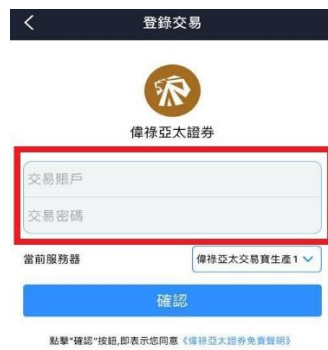 登錄交易
偉祿亞太證券
交易賬戶
交易密碼
當前服務器
偉祿亞太交易寶生產1
確認
點擊"確認"按鈕,即表示您同意《偉祿亞太證券免責聲明》